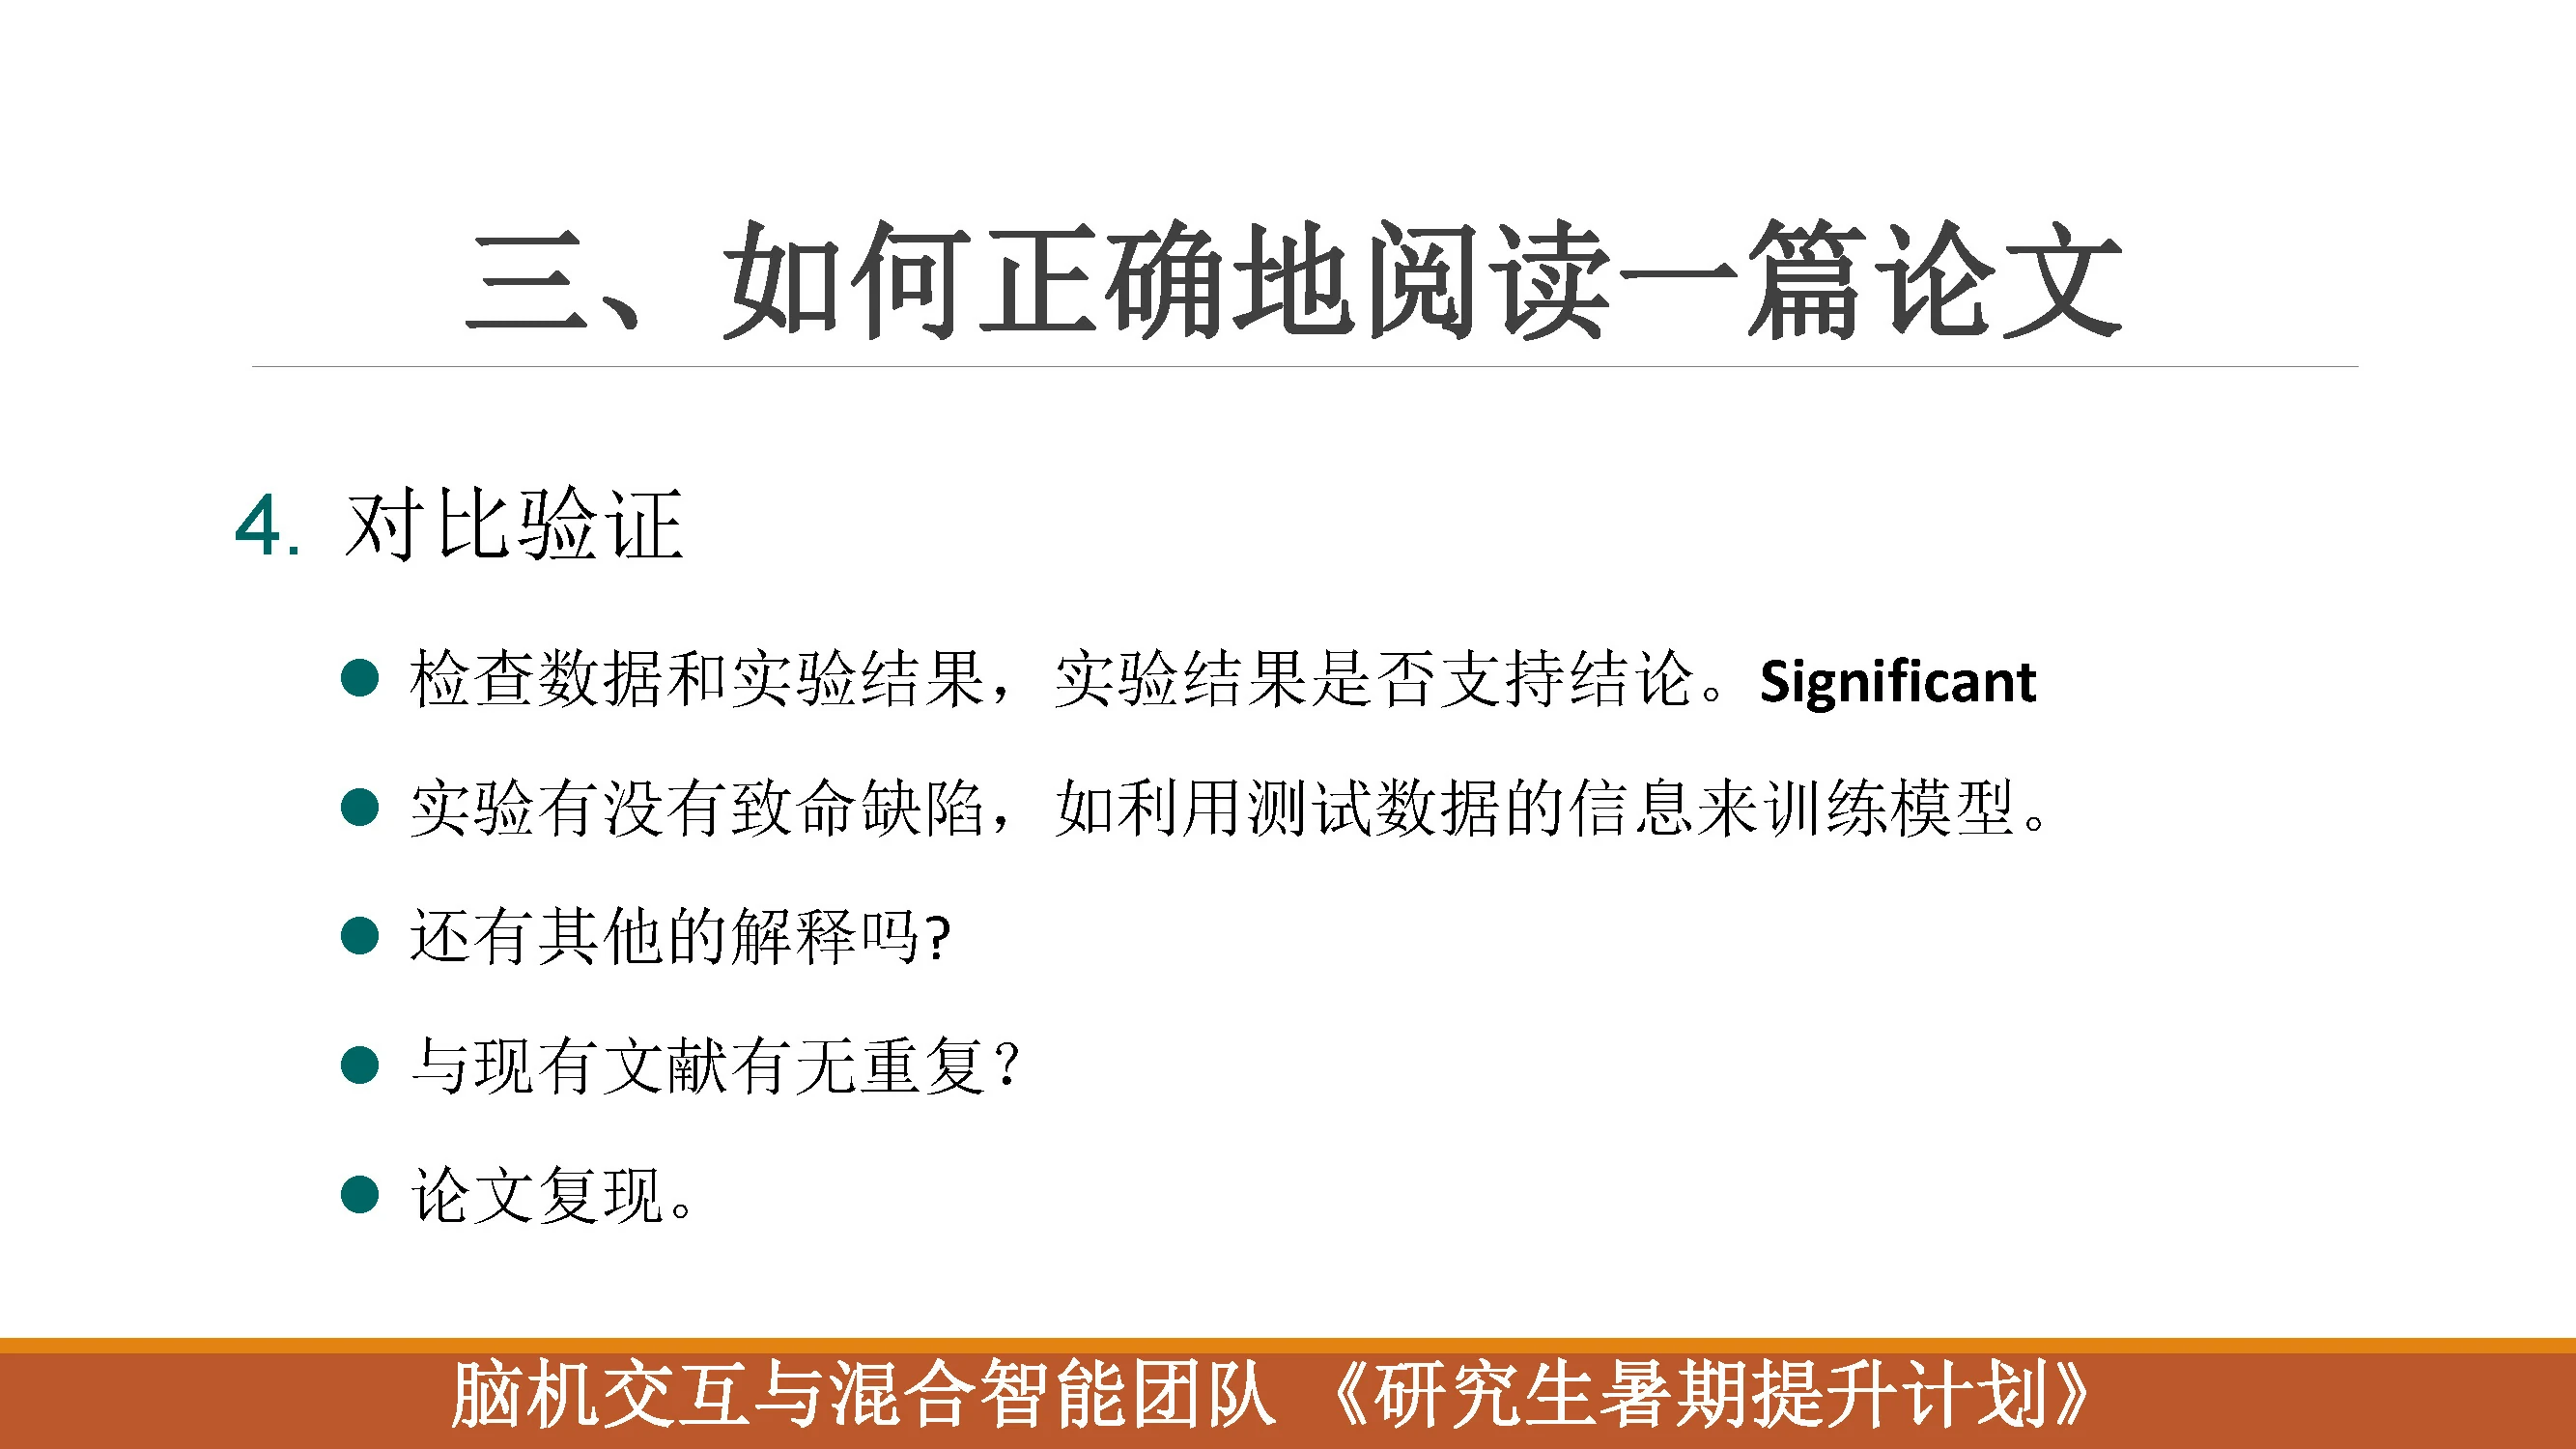 三、如何正确地阅读一篇论文
4. 对比验证
● 检查数据和实验结果，实验结果是否支持结论。Significant
● 实验有没有致命缺陷，如利用测试数据的信息来训练模型。
● 还有其他的解释吗?
● 与现有文献有无重复？
● 论文复现。
脑机交互与混合智能团队 《研究生暑期提升计划》